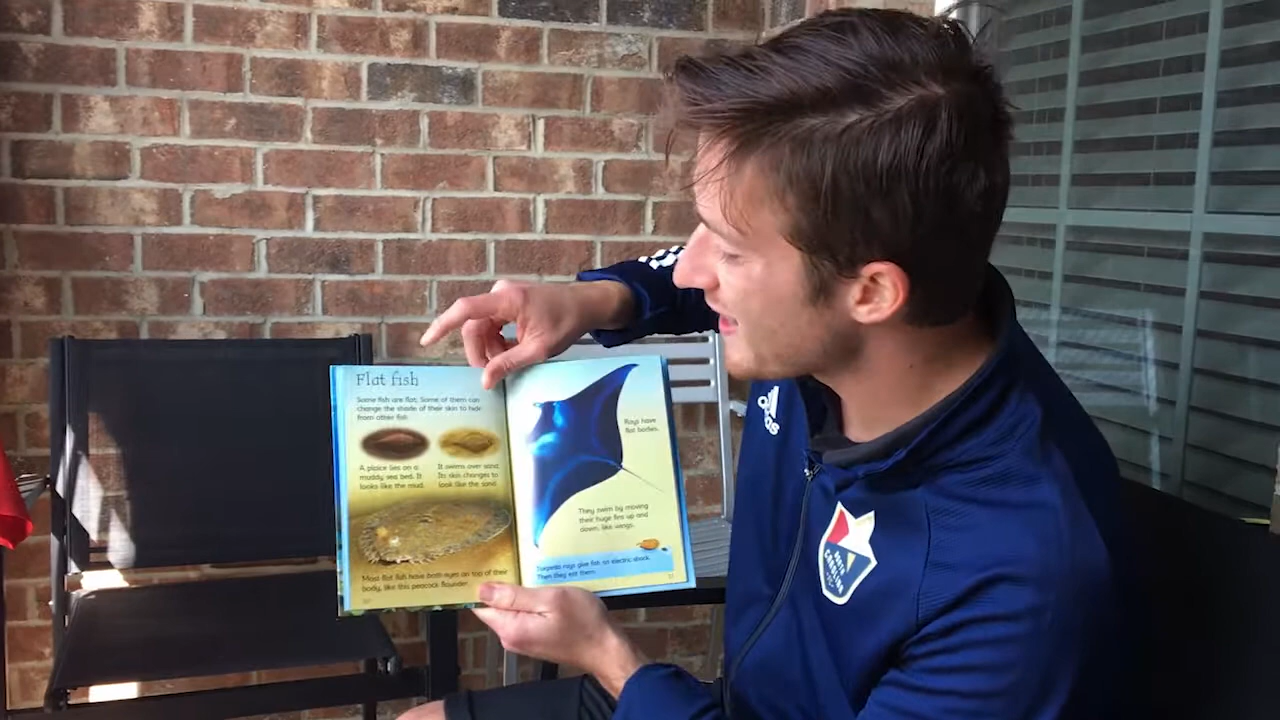 Flat fish
Some fish are flat. Some of them can
change the shade of their skin to hide
from other fish.
A plaice lies on a
muddy sea bed. It
looks like the mud.
It swims over sand.
Its skin changes to
look like the sand.
Most flat fish have both eyes on top of their
body, like this peacock flounder.
Rays have
flat bodies.
They swim by moving
their huge fins up and
down, like wings.
Torpedo rays give fish an electric shock.
Then they eat them.
11
adidas
CAROLINA